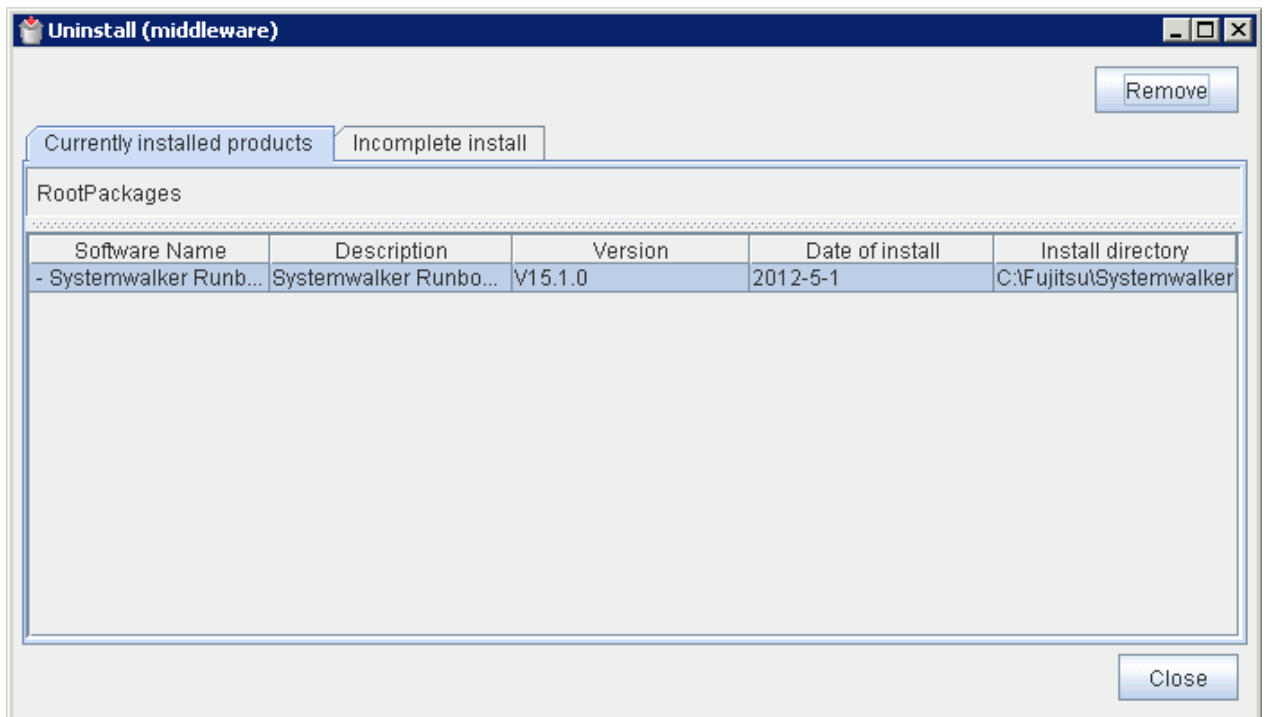 Uninstall (middleware)
Remove
Currently installed products Incomplete install
RootPackages
Software Name Description Version Date of install Install directory
- Systemwalker Runb... Systemwalker Runbo... V15.1.0 2012-5-1 C:\Fujitsu\Systemwalker
Close